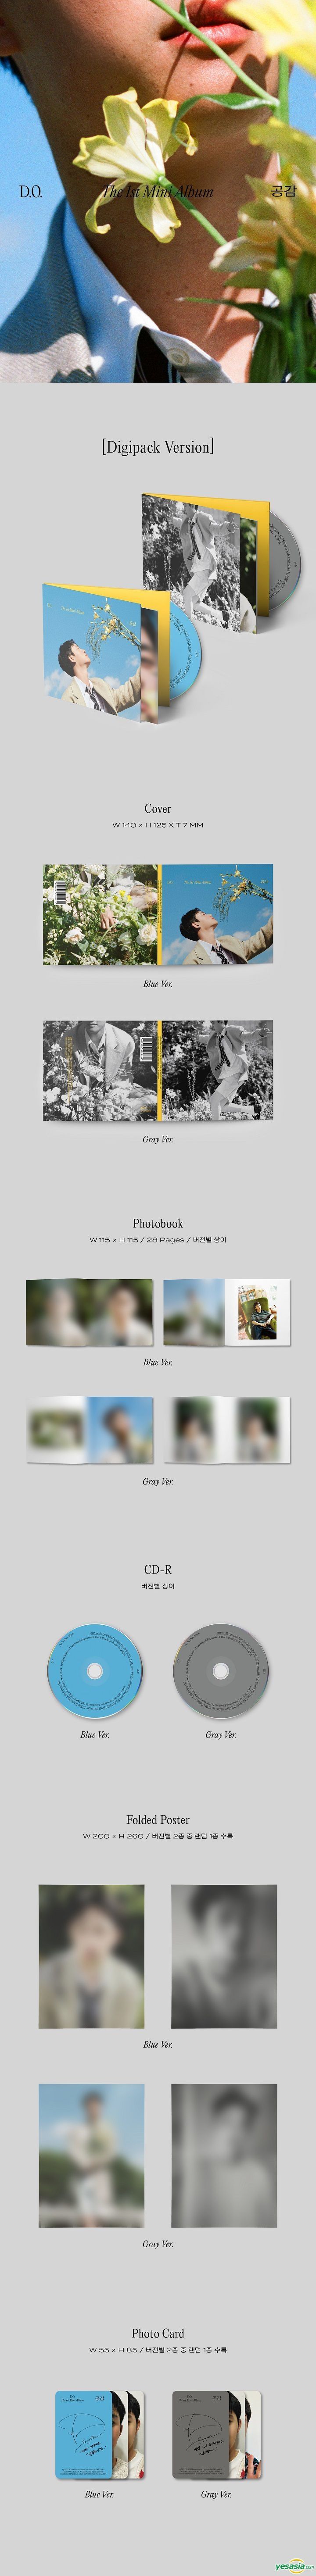 D.O.
The 1st Mini Album
공감
[Digipack Version]
Cover
W 140 × H 125 X T 7 MM
Blue Ver.
Gray Ver.
Photobook
W 115 × H 115 / 28 Pages / 버전별 상이
Blue Ver.
Gray Ver.
CD-R
버전별 상이
Blue Ver.
Gray Ver.
Folded Poster
W 200 × H 260 / 버전별 2종 중 랜덤 1종 수록
Blue Ver.
Gray Ver.
Photo Card
W 55 × H 85 / 버전별 2종 중 랜덤 1종 수록
공감
공감
Blue Ver.
Gray Ver.
yesasia.com